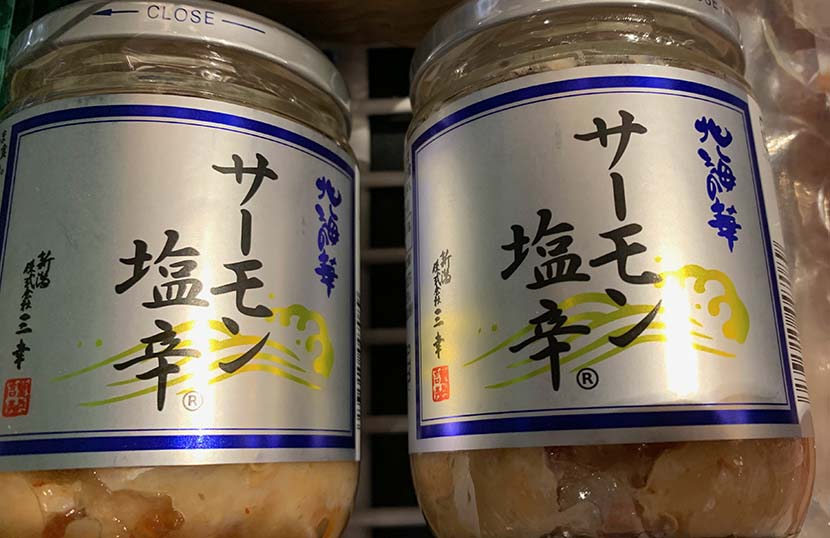 CLOSE
北海の華
サーモン
塩辛
®
新潟
株式会社 三幸
北海の華
サーモン
塩辛
®
新潟
株式会社 三幸